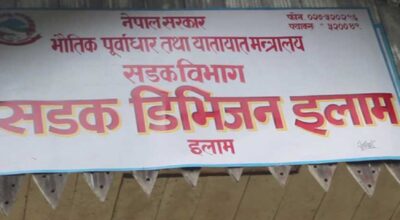 नेपाल सरकार
भौतिक पूर्वाधार तथा यातायात मन्त्रालय
सडक विभाग
सडक डिभिजन इलाम
इलाम
फोन